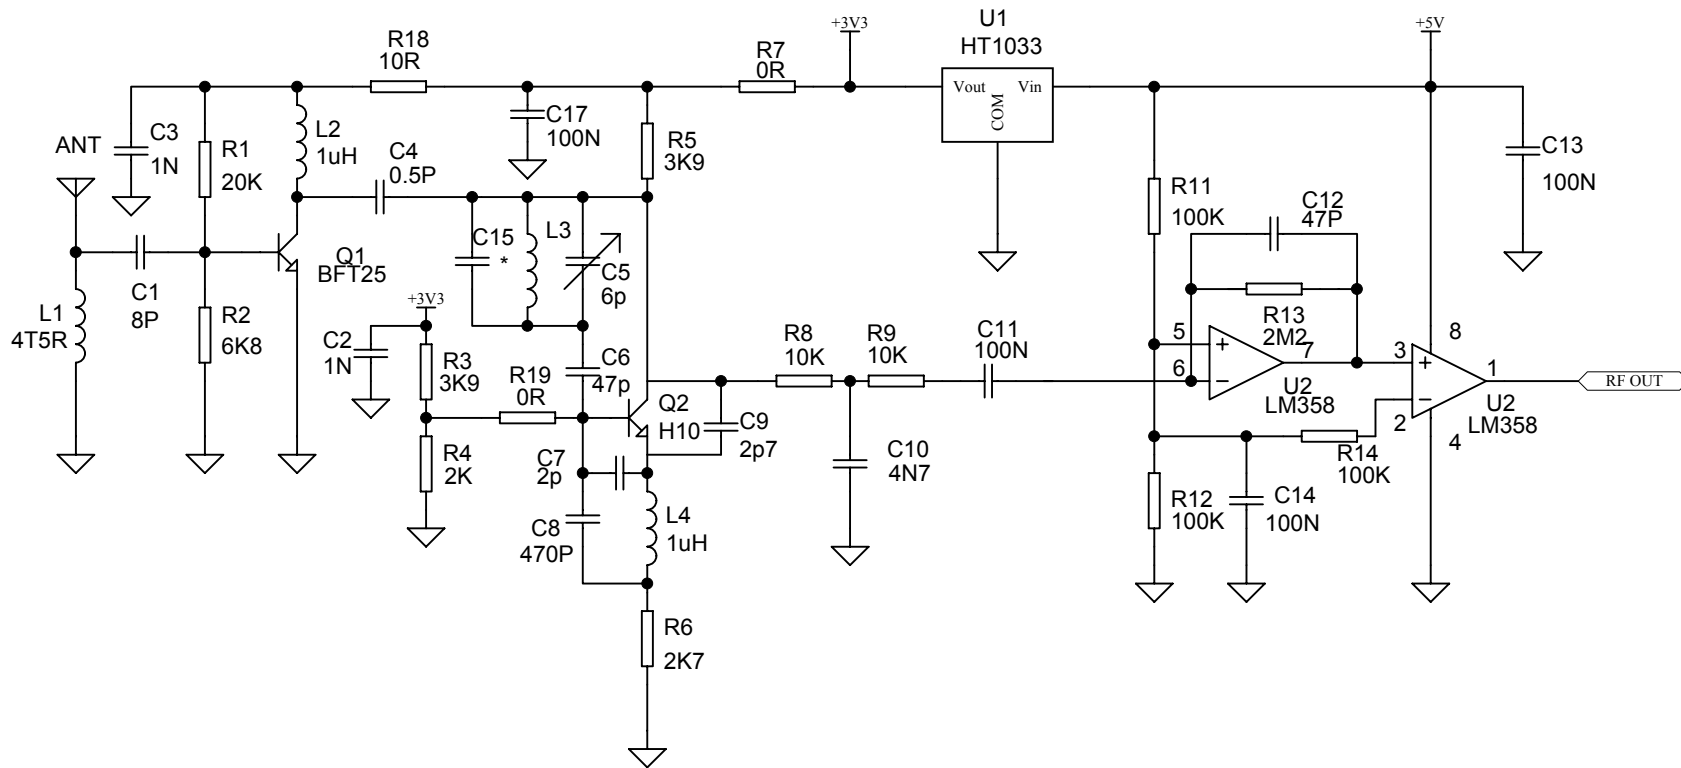 +3V3
U1
HT1033
+5V
R18
10R
R7
0R
Vout
Vin
COM
C17
100N
ANT
C3
1N
R1
20K
L2
1uH
C4
0.5P
R5
3K9
C13
100N
R11
100K
C12
47P
C15
*
L3
Q1
BFT25
C5
6p
L1
4T5R
C1
8P
R2
6K8
+3V3
C2
1N
R3
3K9
C6
47p
R19
0R
R8
10K
R9
10K
C11
100N
R13
2M2
5
+
6
-
7
U2
LM358
3
+
2
-
8
1
4
U2
LM358
RF OUT
Q2
H10
C9
2p7
R4
2K
C7
2p
C10
4N7
R14
100K
C8
470P
L4
1uH
R12
100K
C14
100N
R6
2K7